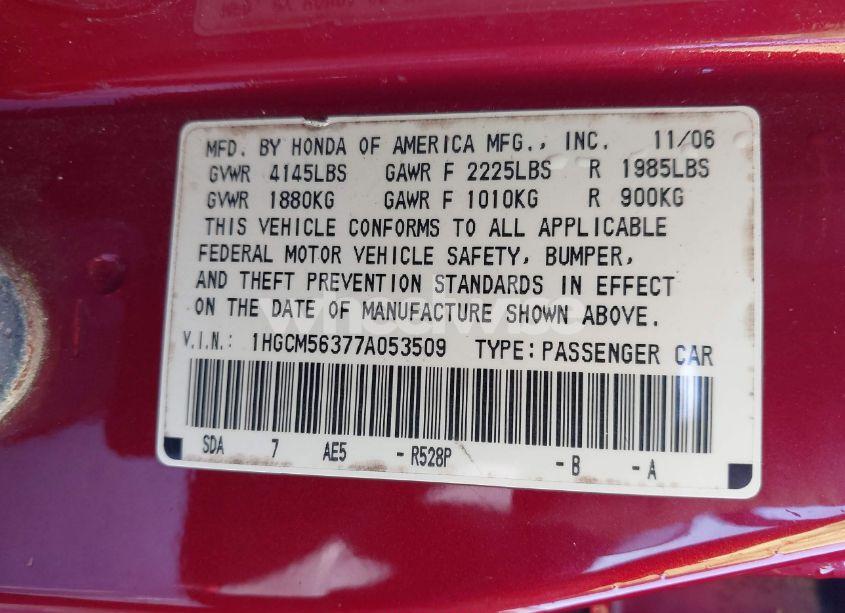 MFD. BY HONDA OF AMERICA MFG., INC. 11/06
GVWR 4145LBS GAWR F 2225LBS R 1985LBS
GVWR 1880KG GAWR F 1010KG R 900KG
THIS VEHICLE CONFORMS TO ALL APPLICABLE
FEDERAL MOTOR VEHICLE SAFETY, BUMPER,
AND THEFT PREVENTION STANDARDS IN EFFECT
ON THE DATE OF MANUFACTURE SHOWN ABOVE.
wheelwise
V.I.N.: 1HGCM56377A053509 TYPE: PASSENGER CAR
SDA 7 AE5 - R528P - B - A